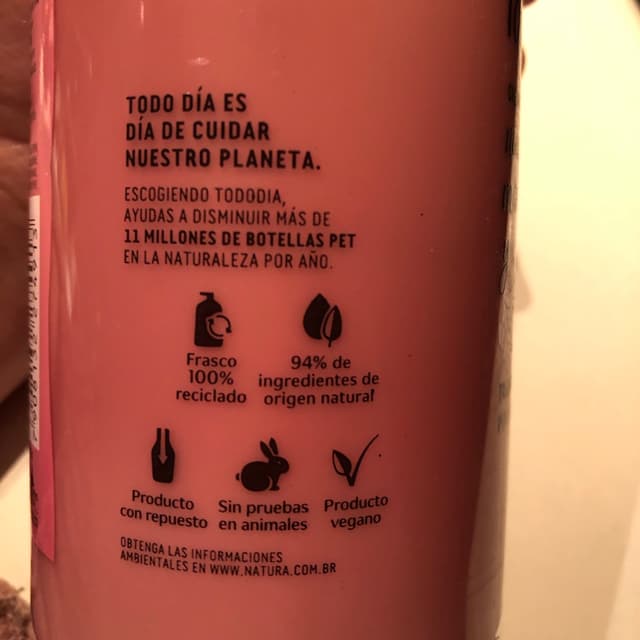 TODO DÍA ES
DÍA DE CUIDAR
NUESTRO PLANETA.
ESCOGIENDO TODODIA,
AYUDAS A DISMINUIR MÁS DE
11 MILLONES DE BOTELLAS PET
EN LA NATURALEZA POR AÑO.
Frasco
100%
reciclado
94% de
ingredientes de
origen natural
Producto
con repuesto
Sin pruebas
en animales
Producto
vegano
OBTENGA LAS INFORMACIONES
AMBIENTALES EN WWW.NATURA.COM.BR